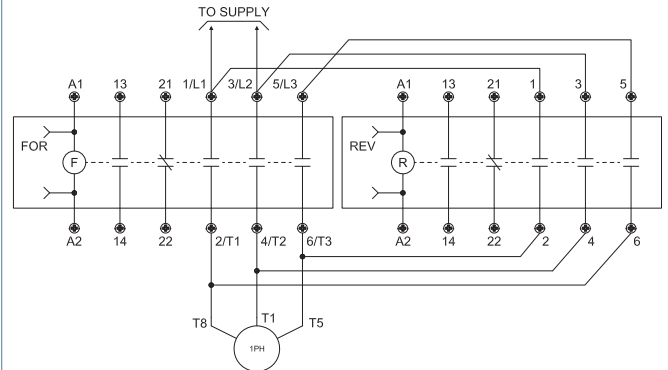 TO SUPPLY
A1 13 21 1/L1 3/L2 5/L3 A1 13 21 1 3 5
FOR REV
F R
A2 14 22 2/T1 4/T2 6/T3 A2 14 22 2 4 6
T8 T1 T5
1PH